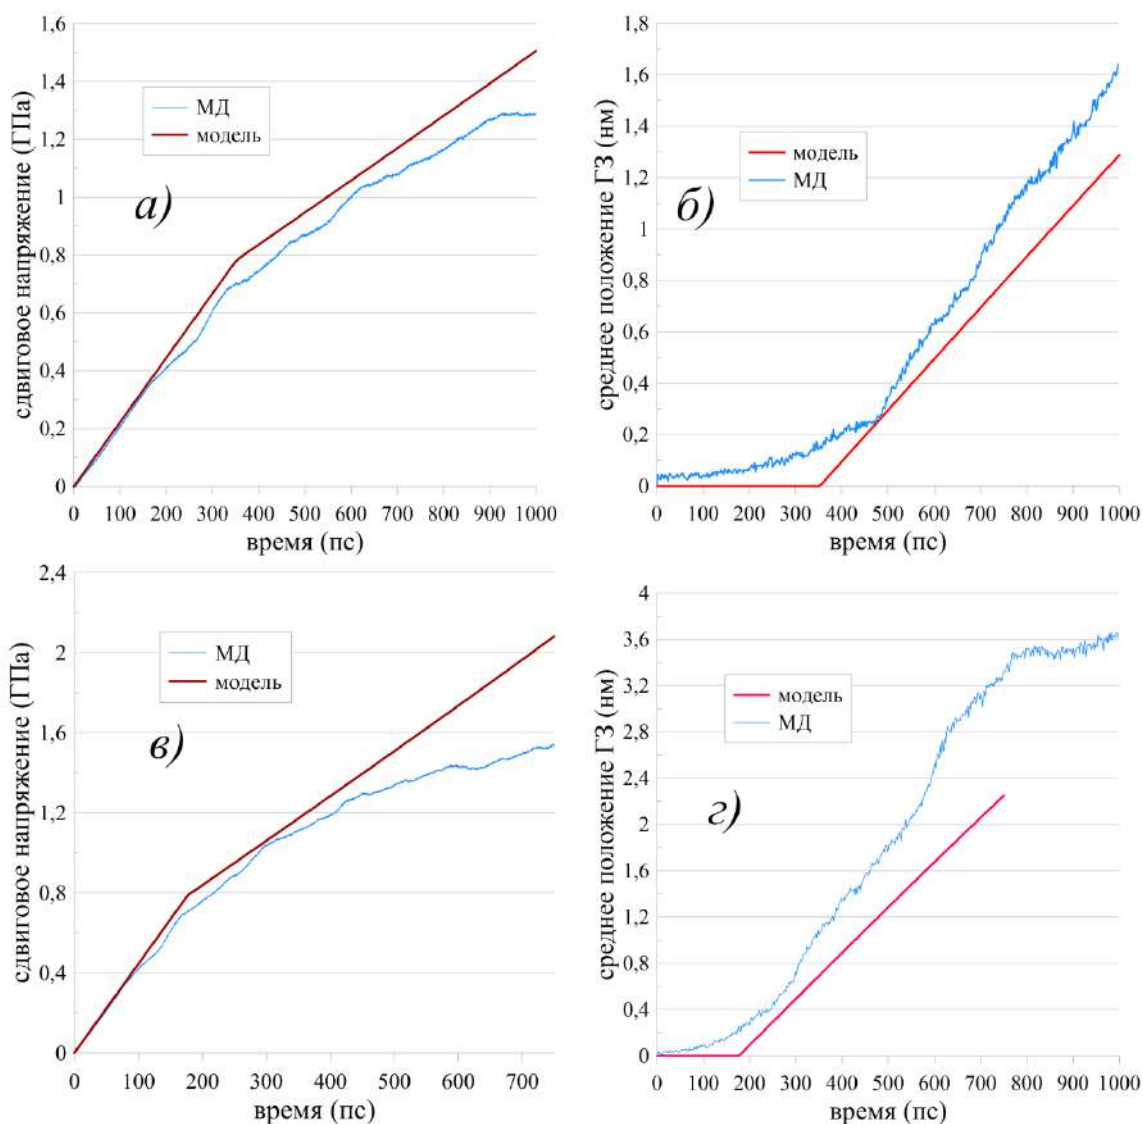 сдвиговое напряжение (ГПа)
1,6
1,4
1,2
1
0,8
0,6
0,4
0,2
0
МД
модель
а)
0 100 200 300 400 500 600 700 800 900 1000
время (пс)
среднее положение ГЗ (нм)
1,8
1,6
1,4
1,2
1
0,8
0,6
0,4
0,2
0
модель
МД
б)
0 100 200 300 400 500 600 700 800 900 1000
время (пс)
сдвиговое напряжение (ГПа)
2,4
2
1,6
1,2
0,8
0,4
0
МД
модель
в)
0 100 200 300 400 500 600 700
время (пс)
среднее положение ГЗ (нм)
4
3,6
3,2
2,8
2,4
2
1,6
1,2
0,8
0,4
0
модель
МД
г)
0 100 200 300 400 500 600 700 800 900 1000
время (пс)